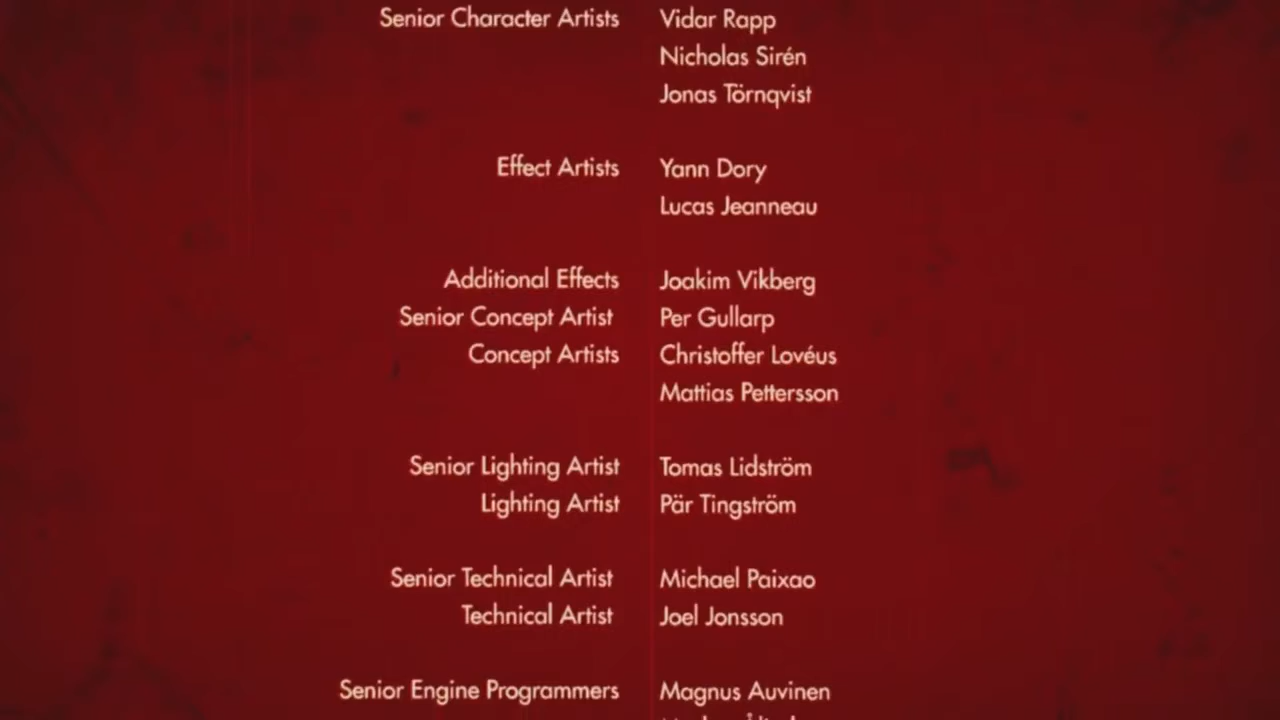 Senior Character Artists Vidar Rapp
Nicholas Sirén
Jonas Törnqvist
Effect Artists Yann Dory
Lucas Jeanneau
Additional Effects Joakim Vikberg
Senior Concept Artist Per Gullarp
Concept Artists Christoffer Lovéus
Mattias Pettersson
Senior Lighting Artist Tomas Lidström
Lighting Artist Pär Tingström
Senior Technical Artist Michael Paixao
Technical Artist Joel Jonsson
Senior Engine Programmers Magnus Auvinen